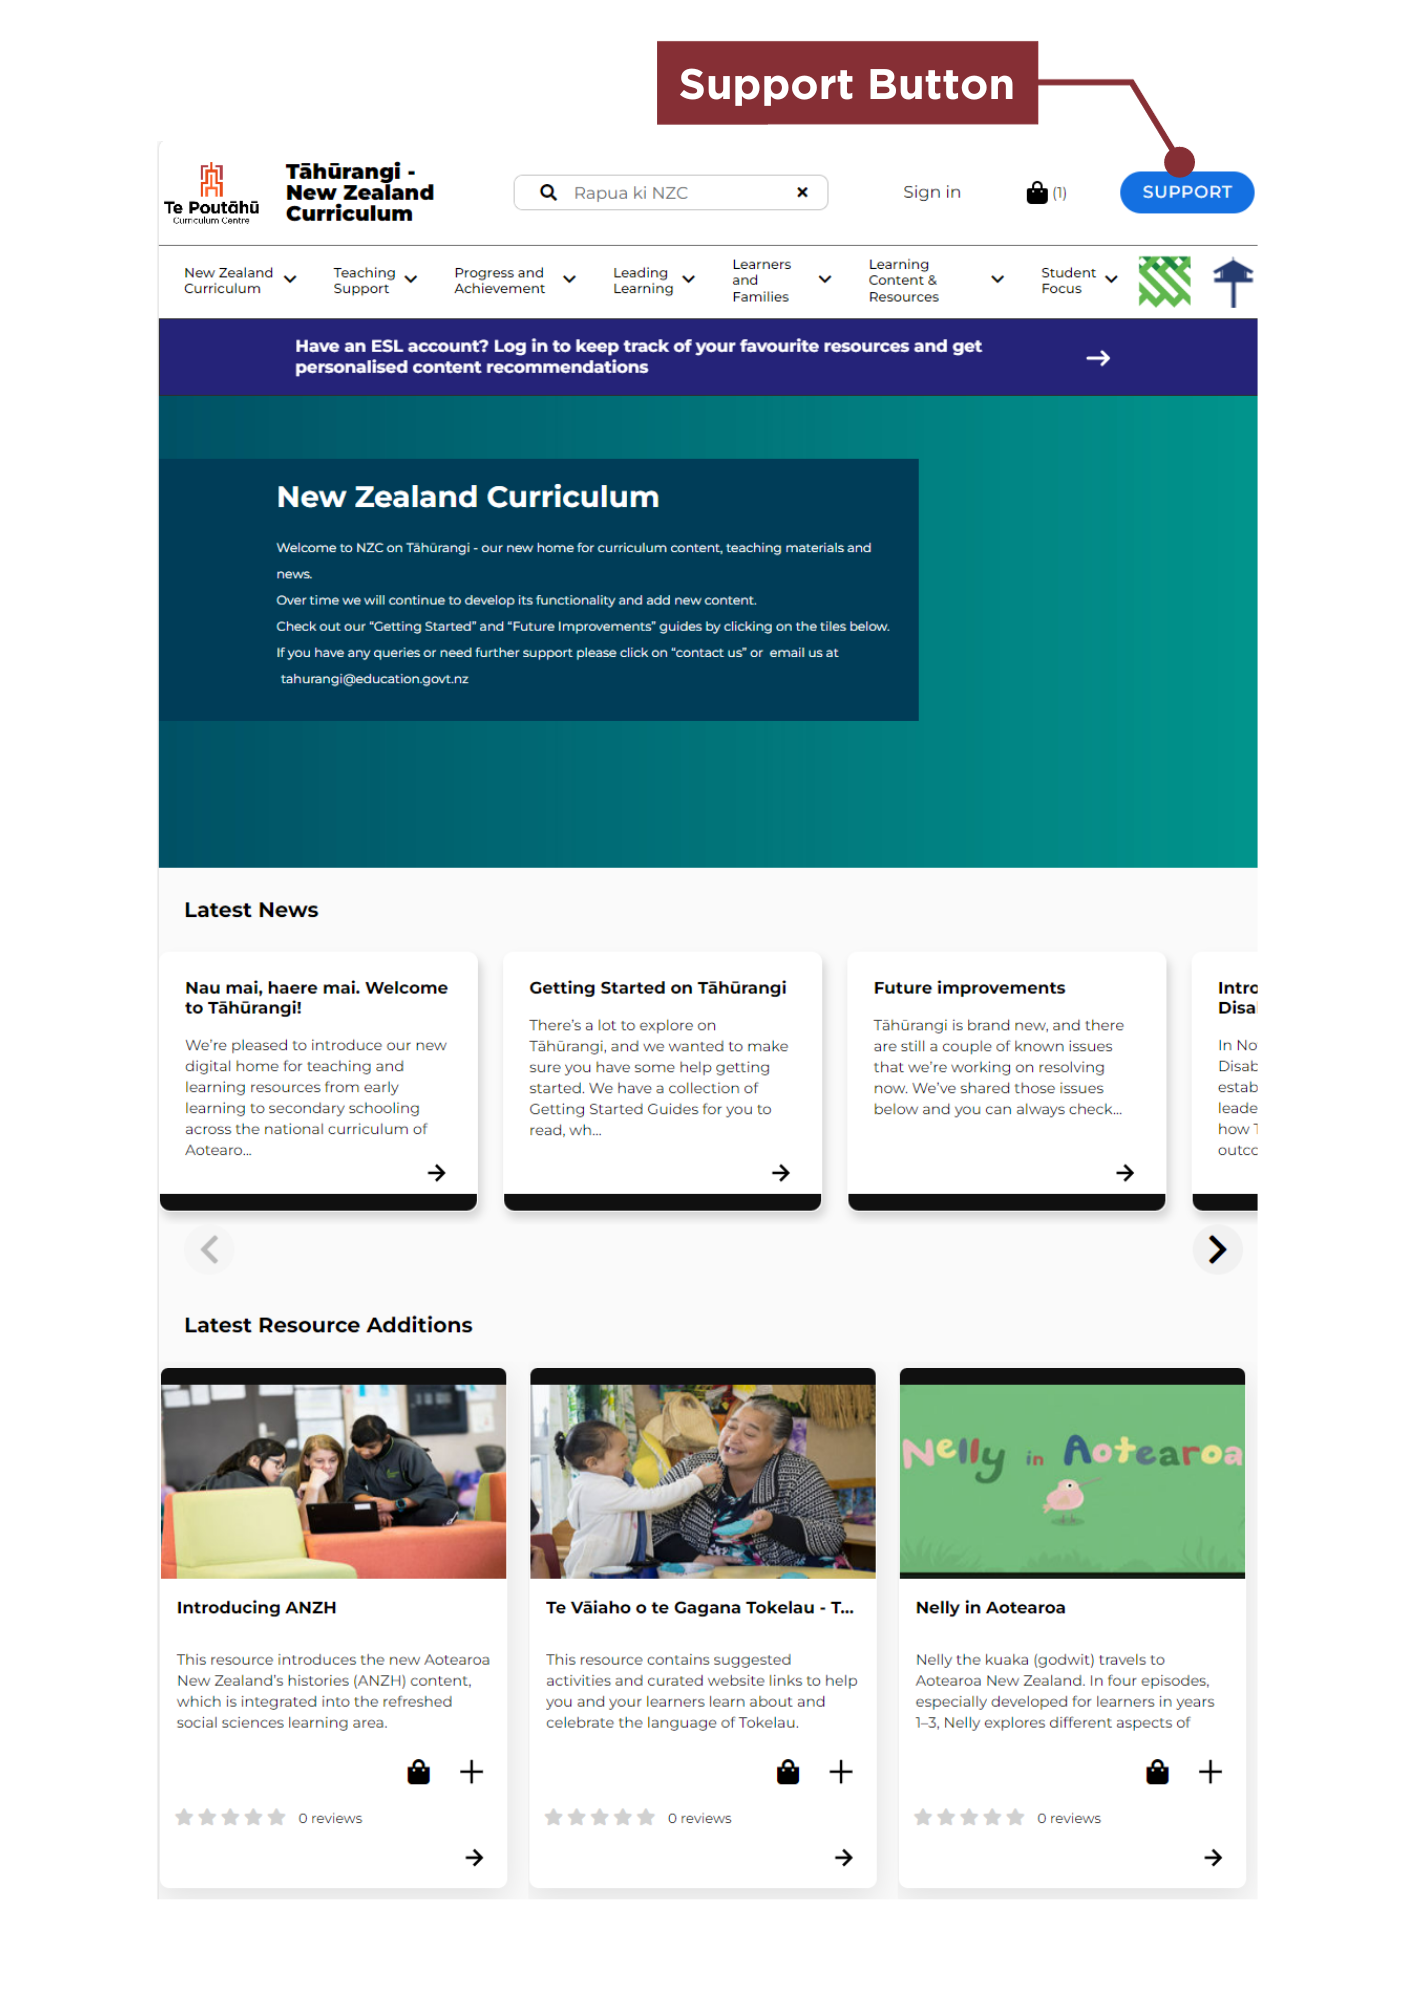 Support Button
Te Poutāhū
Curriculum Centre
Tāhūrangi -
New Zealand
Curriculum
Rapua ki NZC
Sign in
(1)
SUPPORT
New Zealand
Curriculum
Teaching
Support
Progress and
Achievement
Leading
Learning
Learners
and
Families
Learning
Content &
Resources
Student
Focus
Have an ESL account? Log in to keep track of your favourite resources and get
personalised content recommendations
New Zealand Curriculum
Welcome to NZC on Tāhūrangi - our new home for curriculum content, teaching materials and
news.
Over time we will continue to develop its functionality and add new content.
Check out our “Getting Started” and “Future Improvements” guides by clicking on the tiles below.
If you have any queries or need further support please click on “contact us” or email us at
tahurangi@education.govt.nz
Latest News
Nau mai, haere mai. Welcome
to Tāhūrangi!
We’re pleased to introduce our new
digital home for teaching and
learning resources from early
learning to secondary schooling
across the national curriculum of
Aotearo...
Getting Started on Tāhūrangi
There’s a lot to explore on
Tāhūrangi, and we wanted to make
sure you have some help getting
started. We have a collection of
Getting Started Guides for you to
read, wh...
Future improvements
Tāhūrangi is brand new, and there
are still a couple of known issues
that we’re working on resolving
now. We’ve shared those issues
below and you can always check...
Intro
Disa
In No
Disab
estab
leade
how T
outco
Latest Resource Additions
Nelly in Aotearoa
Introducing ANZH
This resource introduces the new Aotearoa
New Zealand’s histories (ANZH) content,
which is integrated into the refreshed
social sciences learning area.
0 reviews
Te Vāiaho o te Gagana Tokelau - T...
This resource contains suggested
activities and curated website links to help
you and your learners learn about and
celebrate the language of Tokelau.
0 reviews
Nelly in Aotearoa
Nelly the kuaka (godwit) travels to
Aotearoa New Zealand. In four episodes,
especially developed for learners in years
1–3, Nelly explores different aspects of
0 reviews